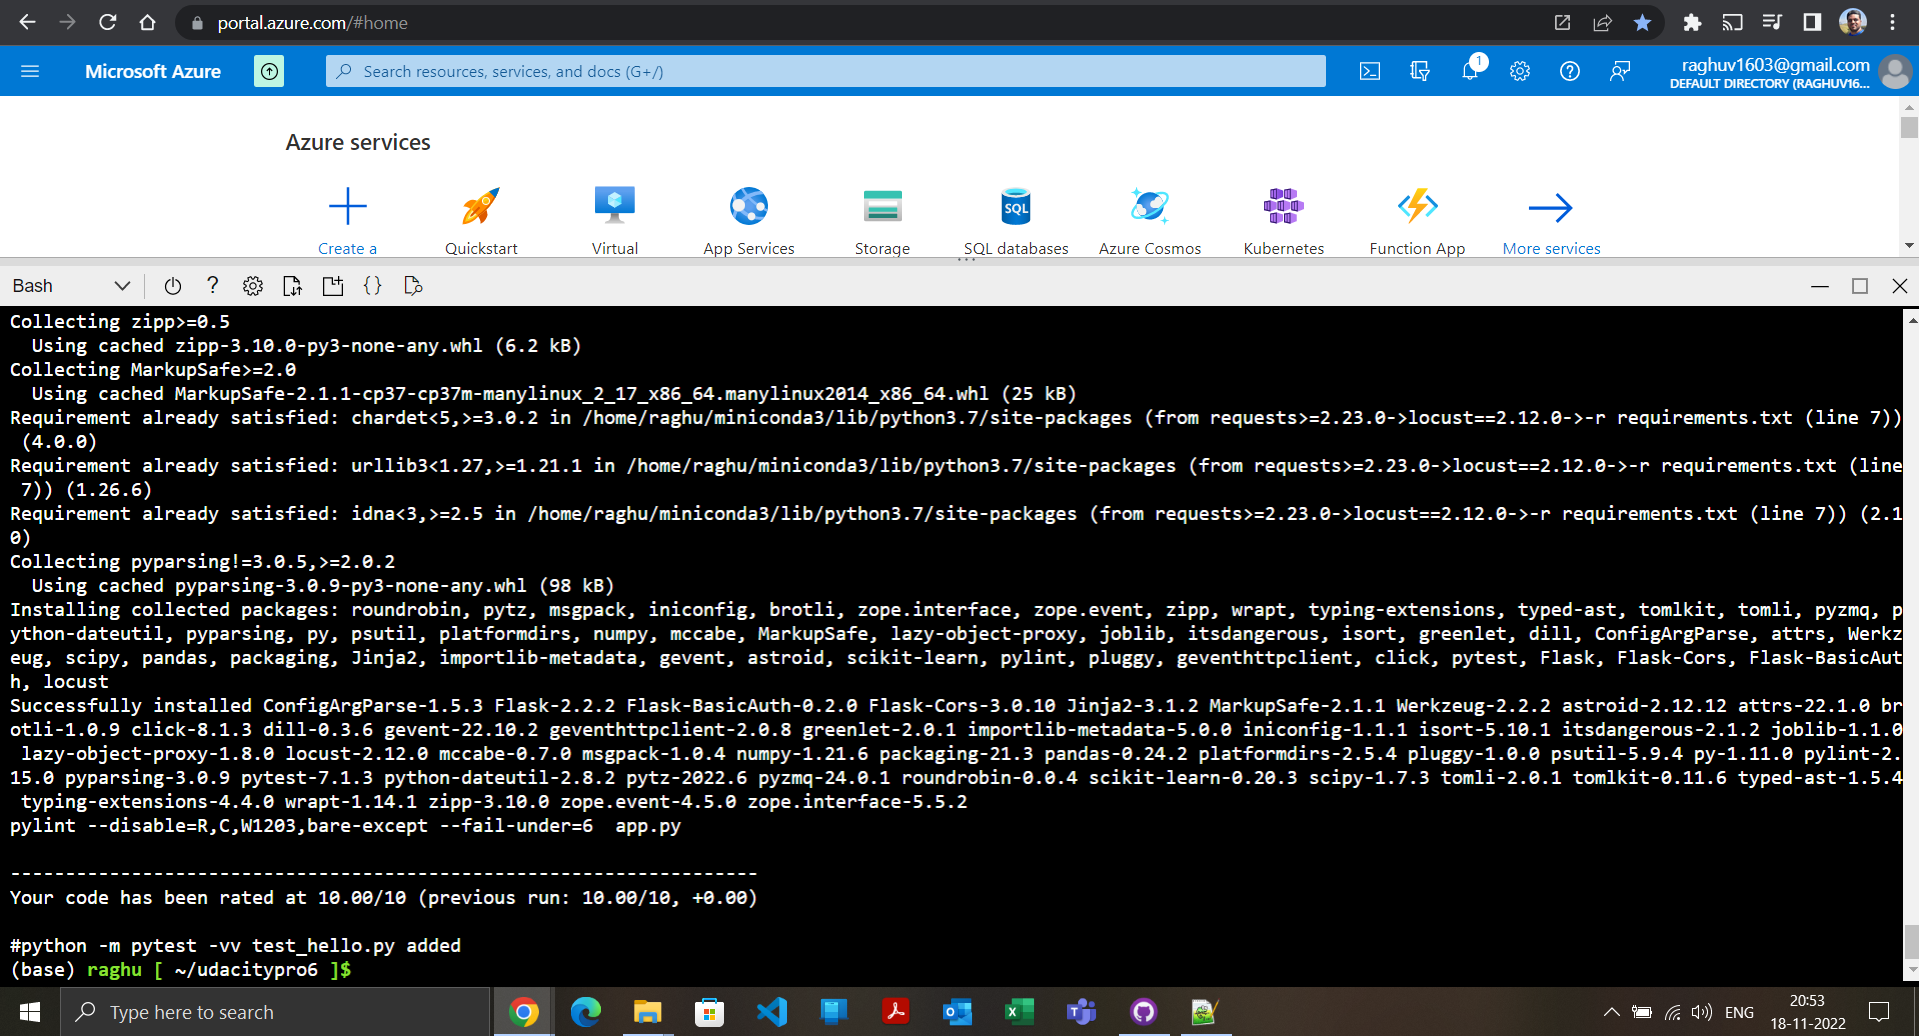 portal.azure.com/#home
Microsoft Azure
Search resources, services, and docs (G+/)
1
raghuv1603@gmail.com
DEFAULT DIRECTORY (RAGHUV16...
Azure services
SQL
Create a
Quickstart
Virtual
App Services
Storage
SQL databases
Azure Cosmos
Kubernetes
Function App
More services
Bash
Collecting zipp>=0.5
  Using cached zipp-3.10.0-py3-none-any.whl (6.2 kB)
Collecting MarkupSafe>=2.0
  Using cached MarkupSafe-2.1.1-cp37-cp37m-manylinux_2_17_x86_64.manylinux2014_x86_64.whl (25 kB)
Requirement already satisfied: chardet<5,>=3.0.2 in /home/raghu/miniconda3/lib/python3.7/site-packages (from requests>=2.23.0->locust==2.12.0->-r requirements.txt (line 7))
 (4.0.0)
Requirement already satisfied: urllib3<1.27,>=1.21.1 in /home/raghu/miniconda3/lib/python3.7/site-packages (from requests>=2.23.0->locust==2.12.0->-r requirements.txt (line
 7)) (1.26.6)
Requirement already satisfied: idna<3,>=2.5 in /home/raghu/miniconda3/lib/python3.7/site-packages (from requests>=2.23.0->locust==2.12.0->-r requirements.txt (line 7)) (2.1
0)
Collecting pyparsing!=3.0.5,>=2.0.2
  Using cached pyparsing-3.0.9-py3-none-any.whl (98 kB)
Installing collected packages: roundrobin, pytz, msgpack, iniconfig, brotli, zope.interface, zope.event, zipp, wrapt, typing-extensions, typed-ast, tomlkit, tomli, pyzmq, p
ython-dateutil, pyparsing, py, psutil, platformdirs, numpy, mccabe, MarkupSafe, lazy-object-proxy, joblib, itsdangerous, isort, greenlet, dill, ConfigArgParse, attrs, Werkz
eug, scipy, pandas, packaging, Jinja2, importlib-metadata, gevent, astroid, scikit-learn, pylint, pluggy, geventhttpclient, click, pytest, Flask, Flask-Cors, Flask-BasicAut
h, locust
Successfully installed ConfigArgParse-1.5.3 Flask-2.2.2 Flask-BasicAuth-0.2.0 Flask-Cors-3.0.10 Jinja2-3.1.2 MarkupSafe-2.1.1 Werkzeug-2.2.2 astroid-2.12.12 attrs-22.1.0 br
otli-1.0.9 click-8.1.3 dill-0.3.6 gevent-22.10.2 geventhttpclient-2.0.8 greenlet-2.0.1 importlib-metadata-5.0.0 iniconfig-1.1.1 isort-5.10.1 itsdangerous-2.1.2 joblib-1.1.0
 lazy-object-proxy-1.8.0 locust-2.12.0 mccabe-0.7.0 msgpack-1.0.4 numpy-1.21.6 packaging-21.3 pandas-0.24.2 platformdirs-2.5.4 pluggy-1.0.0 psutil-5.9.4 py-1.11.0 pylint-2.
15.0 pyparsing-3.0.9 pytest-7.1.3 python-dateutil-2.8.2 pytz-2022.6 pyzmq-24.0.1 roundrobin-0.0.4 scikit-learn-0.20.3 scipy-1.7.3 tomli-2.0.1 tomlkit-0.11.6 typed-ast-1.5.4
 typing-extensions-4.4.0 wrapt-1.14.1 zipp-3.10.0 zope.event-4.5.0 zope.interface-5.5.2
pylint --disable=R,C,W1203,bare-except --fail-under=6  app.py
--------------------------------------------------------------------
Your code has been rated at 10.00/10 (previous run: 10.00/10, +0.00)
#python -m pytest -vv test_hello.py added
(base) raghu [ ~/udacitypro6 ]$
Type here to search
ENG
20:53
18-11-2022